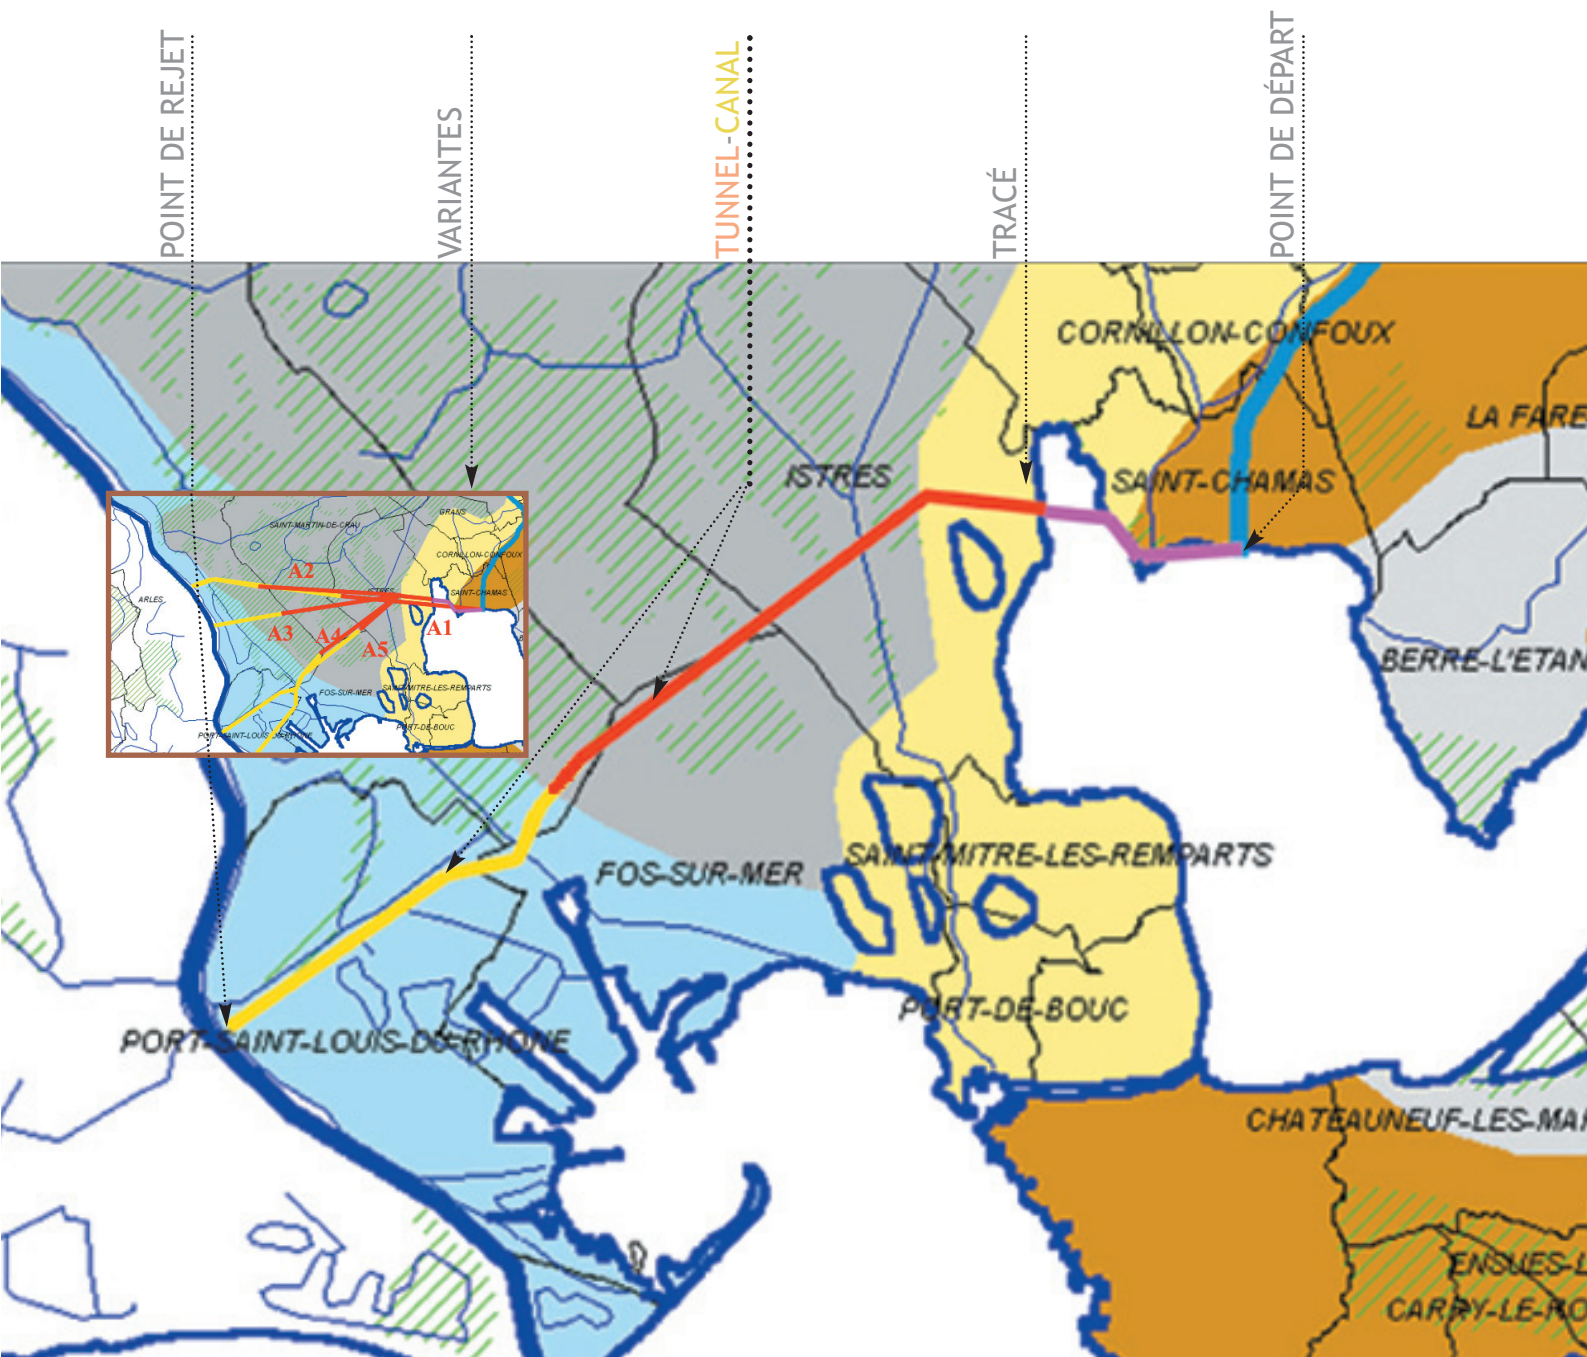 POINT DE REJET
VARIANTES
TUNNEL-CANAL
TRACÉ
POINT DE DÉPART
CORNILLON-CONFOUX
LA FARE
ISTRES
SAINT-CHAMAS
SAINT-MARTIN-DE-CRAU
GRANS
CORNILLON-CONFOUX
A2
ISTRES
SAINT-CHAMAS
ARLES
A3
A4
A1
A5
FOS-SUR-MER
SAINT-MITRE-LES-REMPARTS
PORT-SAINT-LOUIS-DU-RHONE
PORT-DE-BOUC
BERRE-L'ETAN
SAINT-MITRE-LES-REMPARTS
FOS-SUR-MER
PORT-DE-BOUC
PORT-SAINT-LOUIS-DU-RHONE
CHATEAUNEUF-LES-MAR
ENSUES-L
CARRY-LE-RO